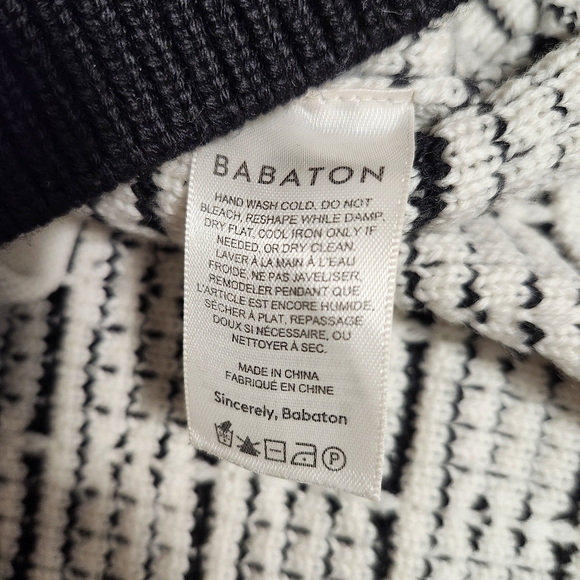 BABATON
HAND WASH COLD, DO NOT
BLEACH, RESHAPE WHILE DAMP,
DRY FLAT, COOL IRON ONLY IF
NEEDED, OR DRY CLEAN.
LAVER À LA MAIN À L'EAU
FROIDE, NE PAS JAVELISER,
REMODELER PENDANT QUE
L'ARTICLE EST ENCORE HUMIDE,
SÉCHER À PLAT, REPASSAGE
DOUX SI NÉCESSAIRE, OU
NETTOYER À SEC.
MADE IN CHINA
FABRIQUÉ EN CHINE
Sincerely, Babaton
P